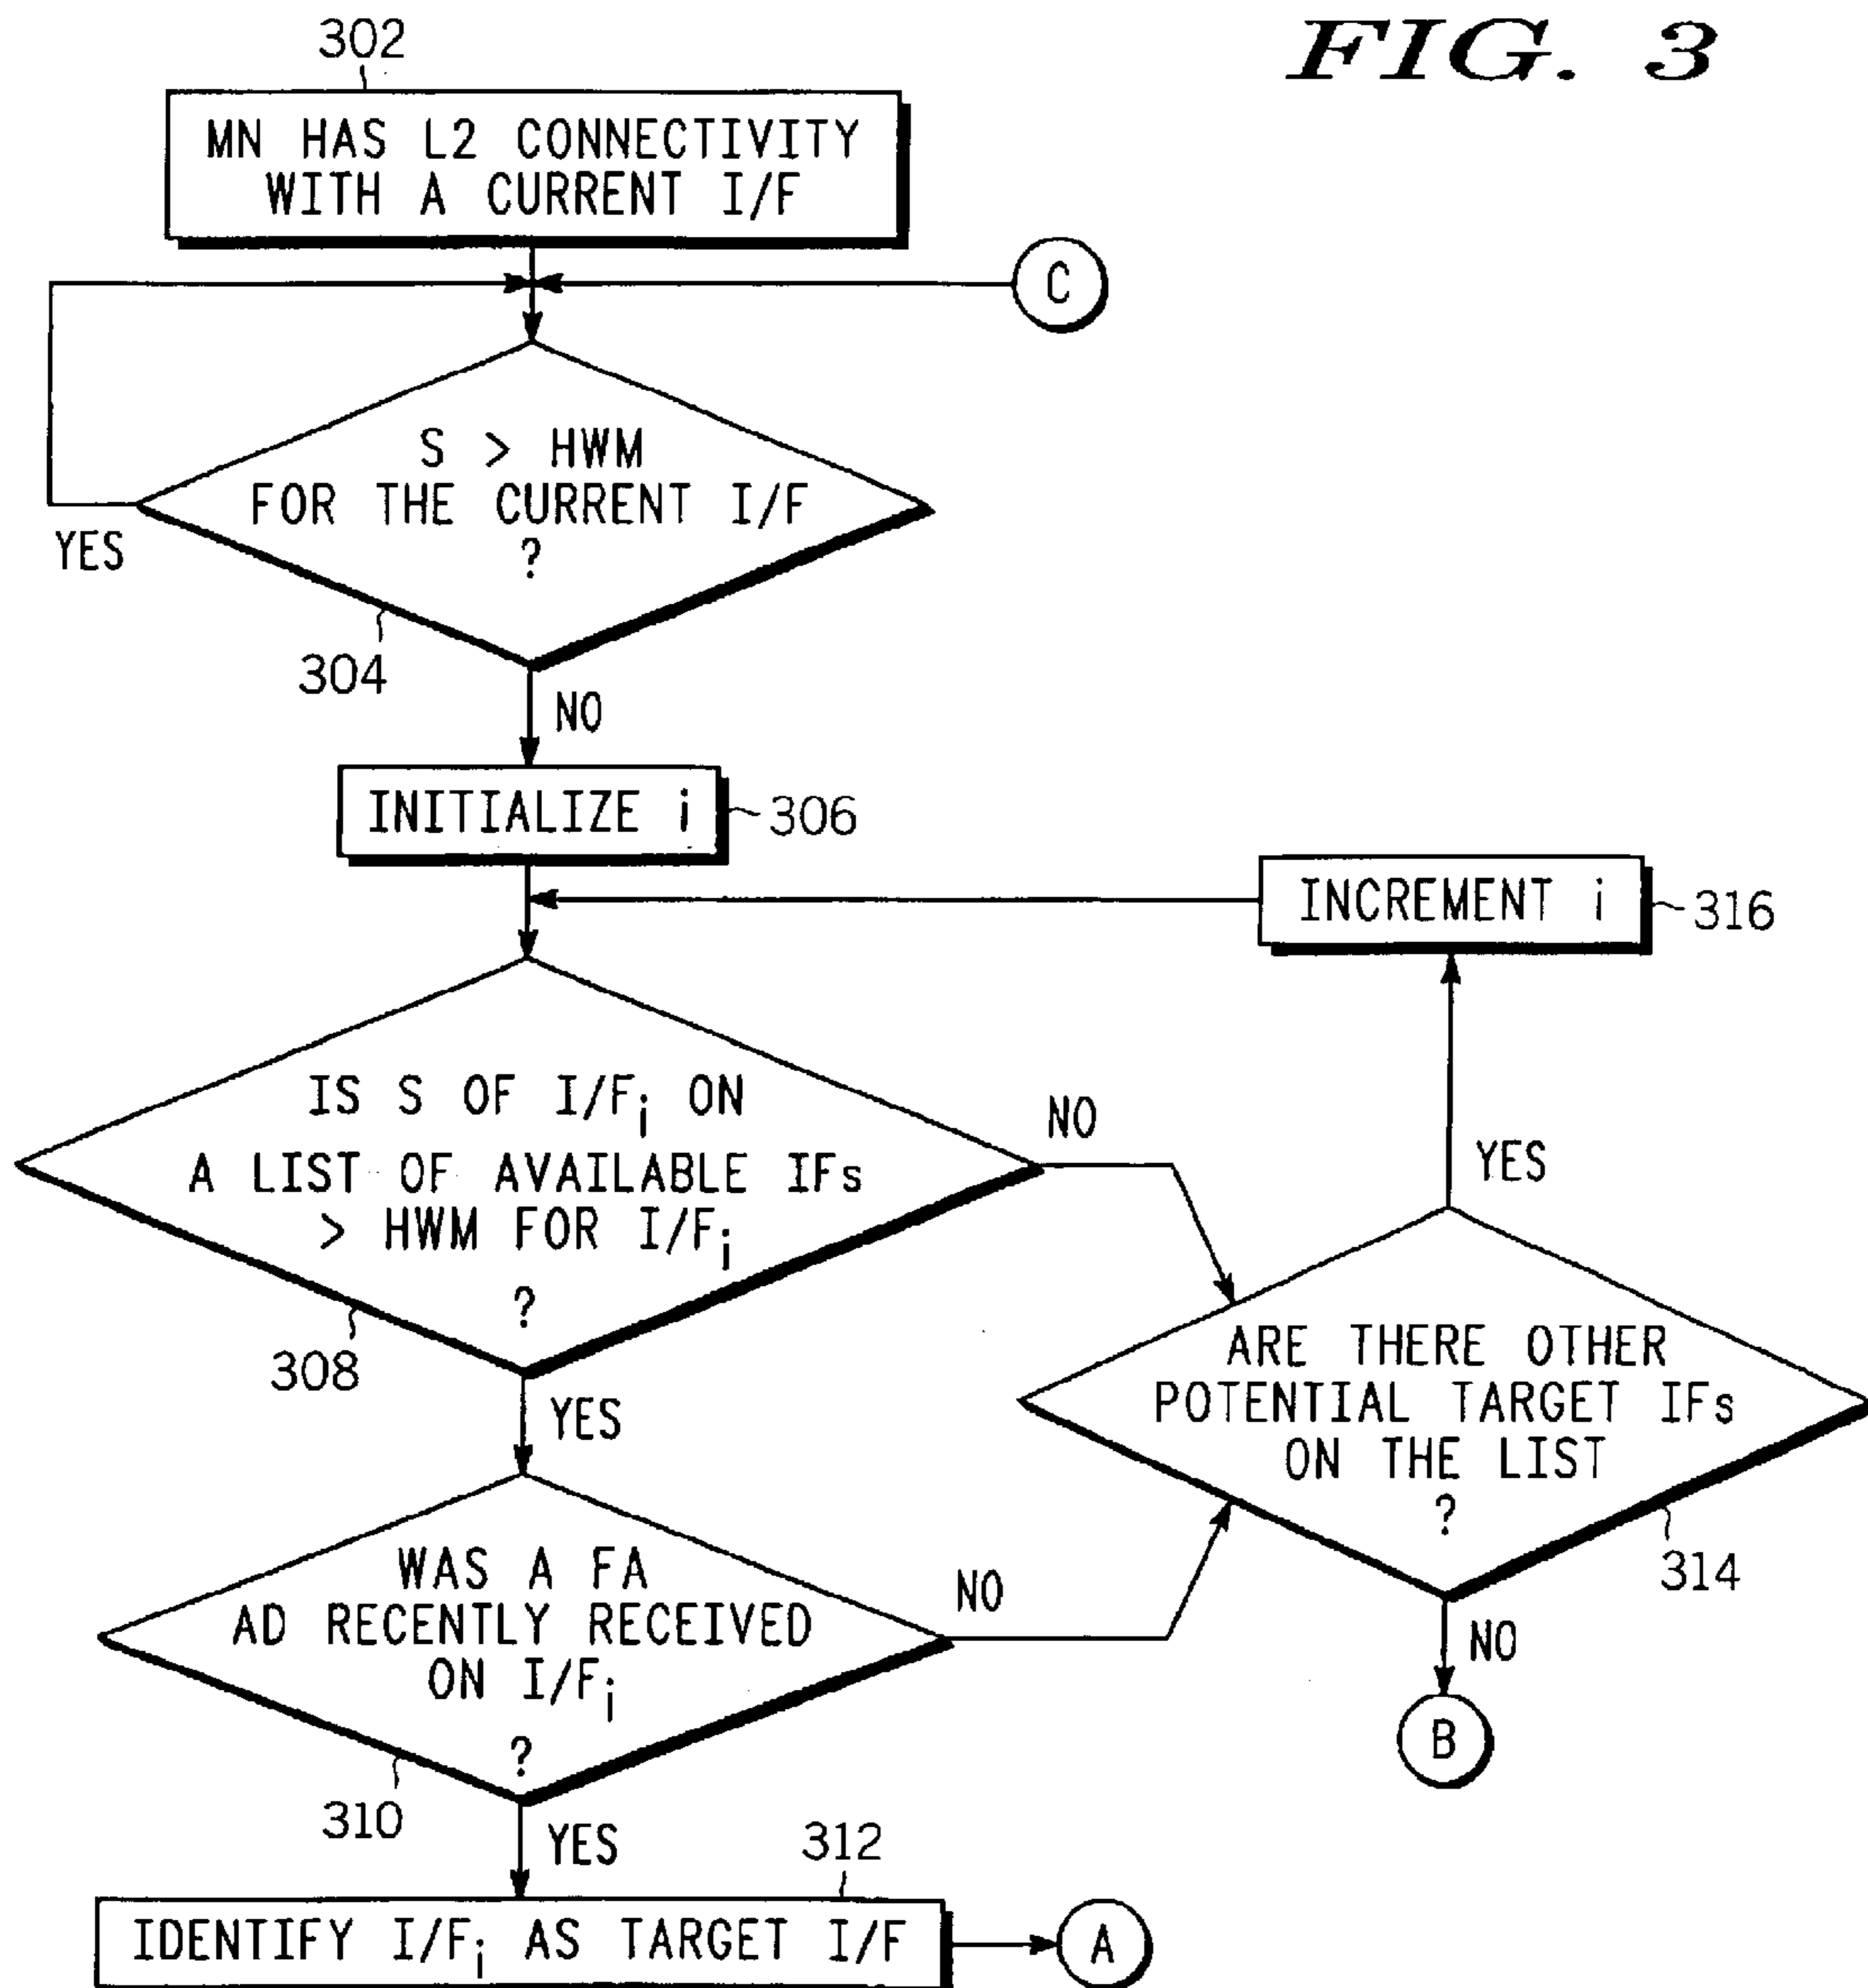 FIG. 3
302
MN HAS L2 CONNECTIVITY
WITH A CURRENT I/F
C
S > HWM
FOR THE CURRENT I/F
?
YES
304
NO
INITIALIZE i
306
INCREMENT i
316
IS S OF I/Fi ON
A LIST OF AVAILABLE IFs
> HWM FOR I/Fi
?
NO
308
YES
YES
ARE THERE OTHER
POTENTIAL TARGET IFs
ON THE LIST
?
314
NO
B
WAS A FA
AD RECENTLY RECEIVED
ON I/Fi
?
NO
310
YES
312
IDENTIFY I/Fi AS TARGET I/F
A